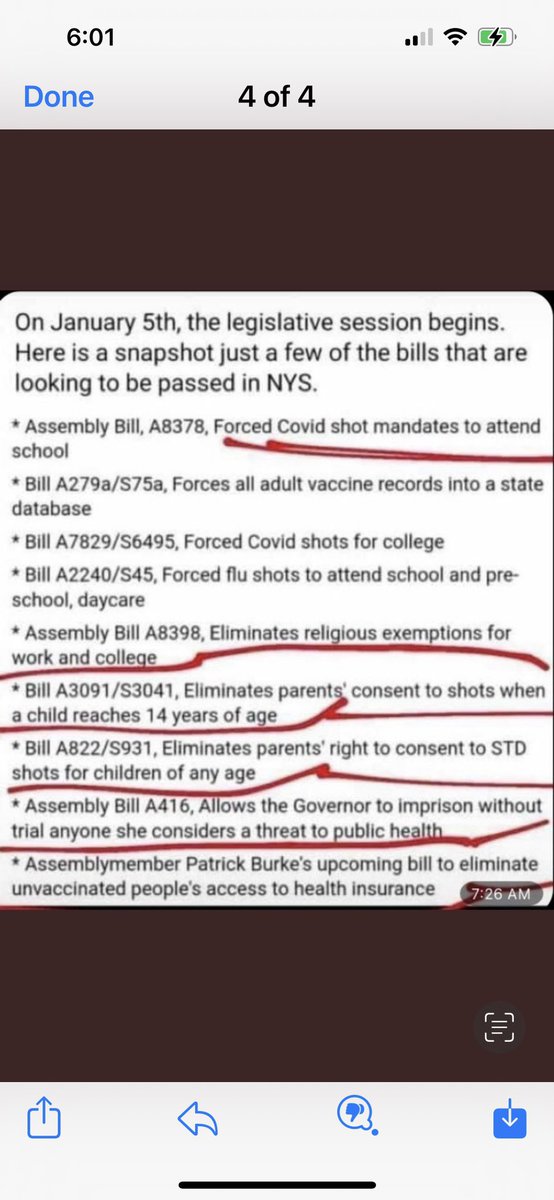 6:01
Done
4 of 4
On January 5th, the legislative session begins.
Here is a snapshot just a few of the bills that are
looking to be passed in NYS.
* Assembly Bill, A8378, Forced Covid shot mandates to attend
school
* Bill A279a/S75a, Forces all adult vaccine records into a state
database
* Bill A7829/S6495, Forced Covid shots for college
* Bill A2240/S45, Forced flu shots to attend school and pre-
school, daycare
* Assembly Bill A8398, Eliminates religious exemptions for
work and college
* Bill A3091/S3041, Eliminates parents' consent to shots when
a child reaches 14 years of age
* Bill A822/S931, Eliminates parents' right to consent to STD
shots for children of any age
* Assembly Bill A416, Allows the Governor to imprison without
trial anyone she considers a threat to public health
* Assemblymember Patrick Burke's upcoming bill to eliminate
unvaccinated people's access to health insurance
7:26 AM